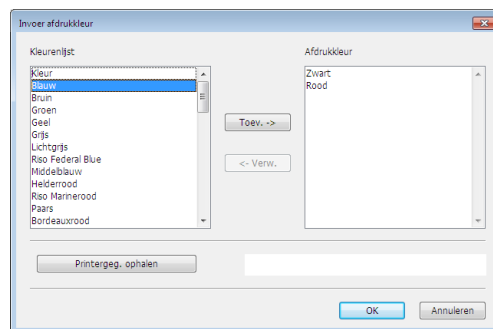 Invoer afdrukkleur
Kleurenlijst
Afdrukkleur
Kleur
Blauw
Bruin
Groen
Geel
Grijs
Lichtgrijs
Riso Federal Blue
Middelblauw
Helderrood
Riso Marinerood
Paars
Bordeauxrood
Toev. ->
<- Verw.
Zwart
Rood
Printergeg. ophalen
OK
Annuleren